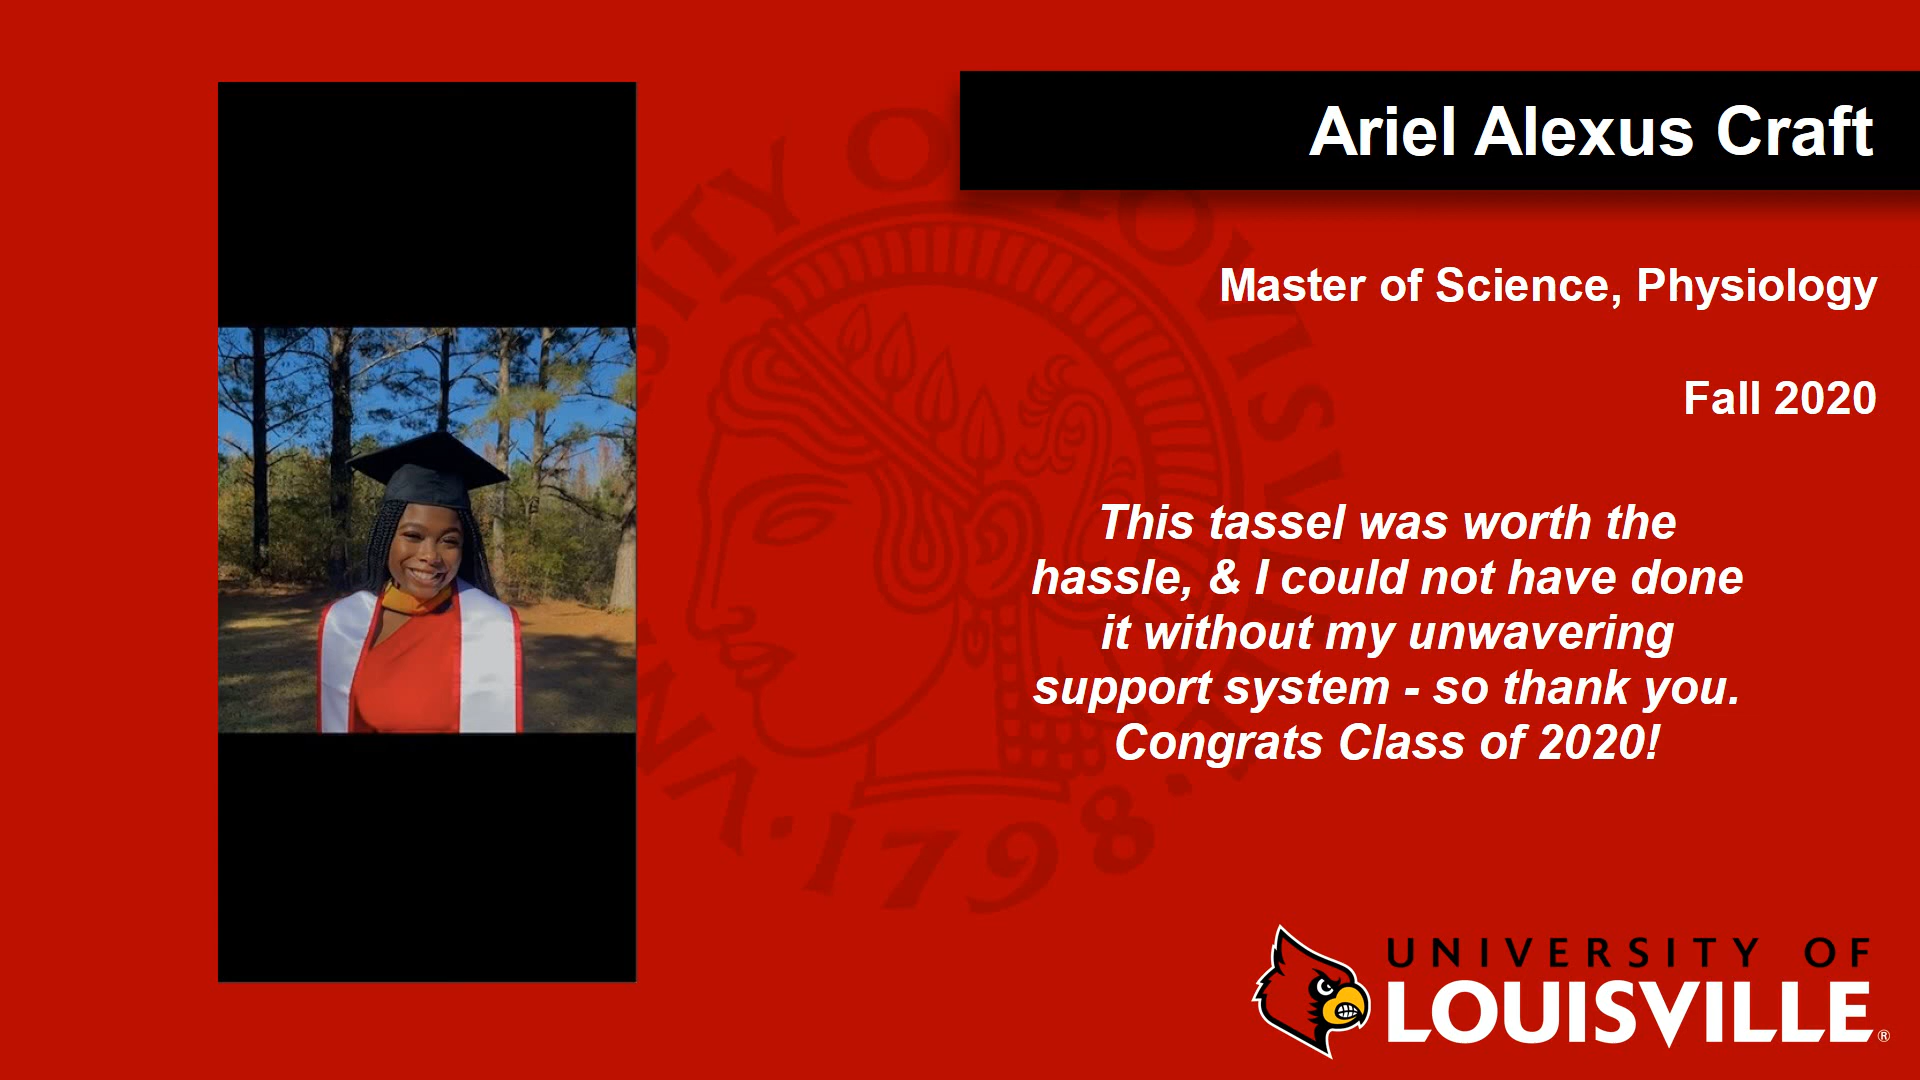 Ariel Alexus Craft
Master of Science, Physiology
Fall 2020
This tassel was worth the
hassle, & I could not have done
it without my unwavering
support system - so thank you.
Congrats Class of 2020!
UNIVERSITY OF
LOUISVILLE®
1798